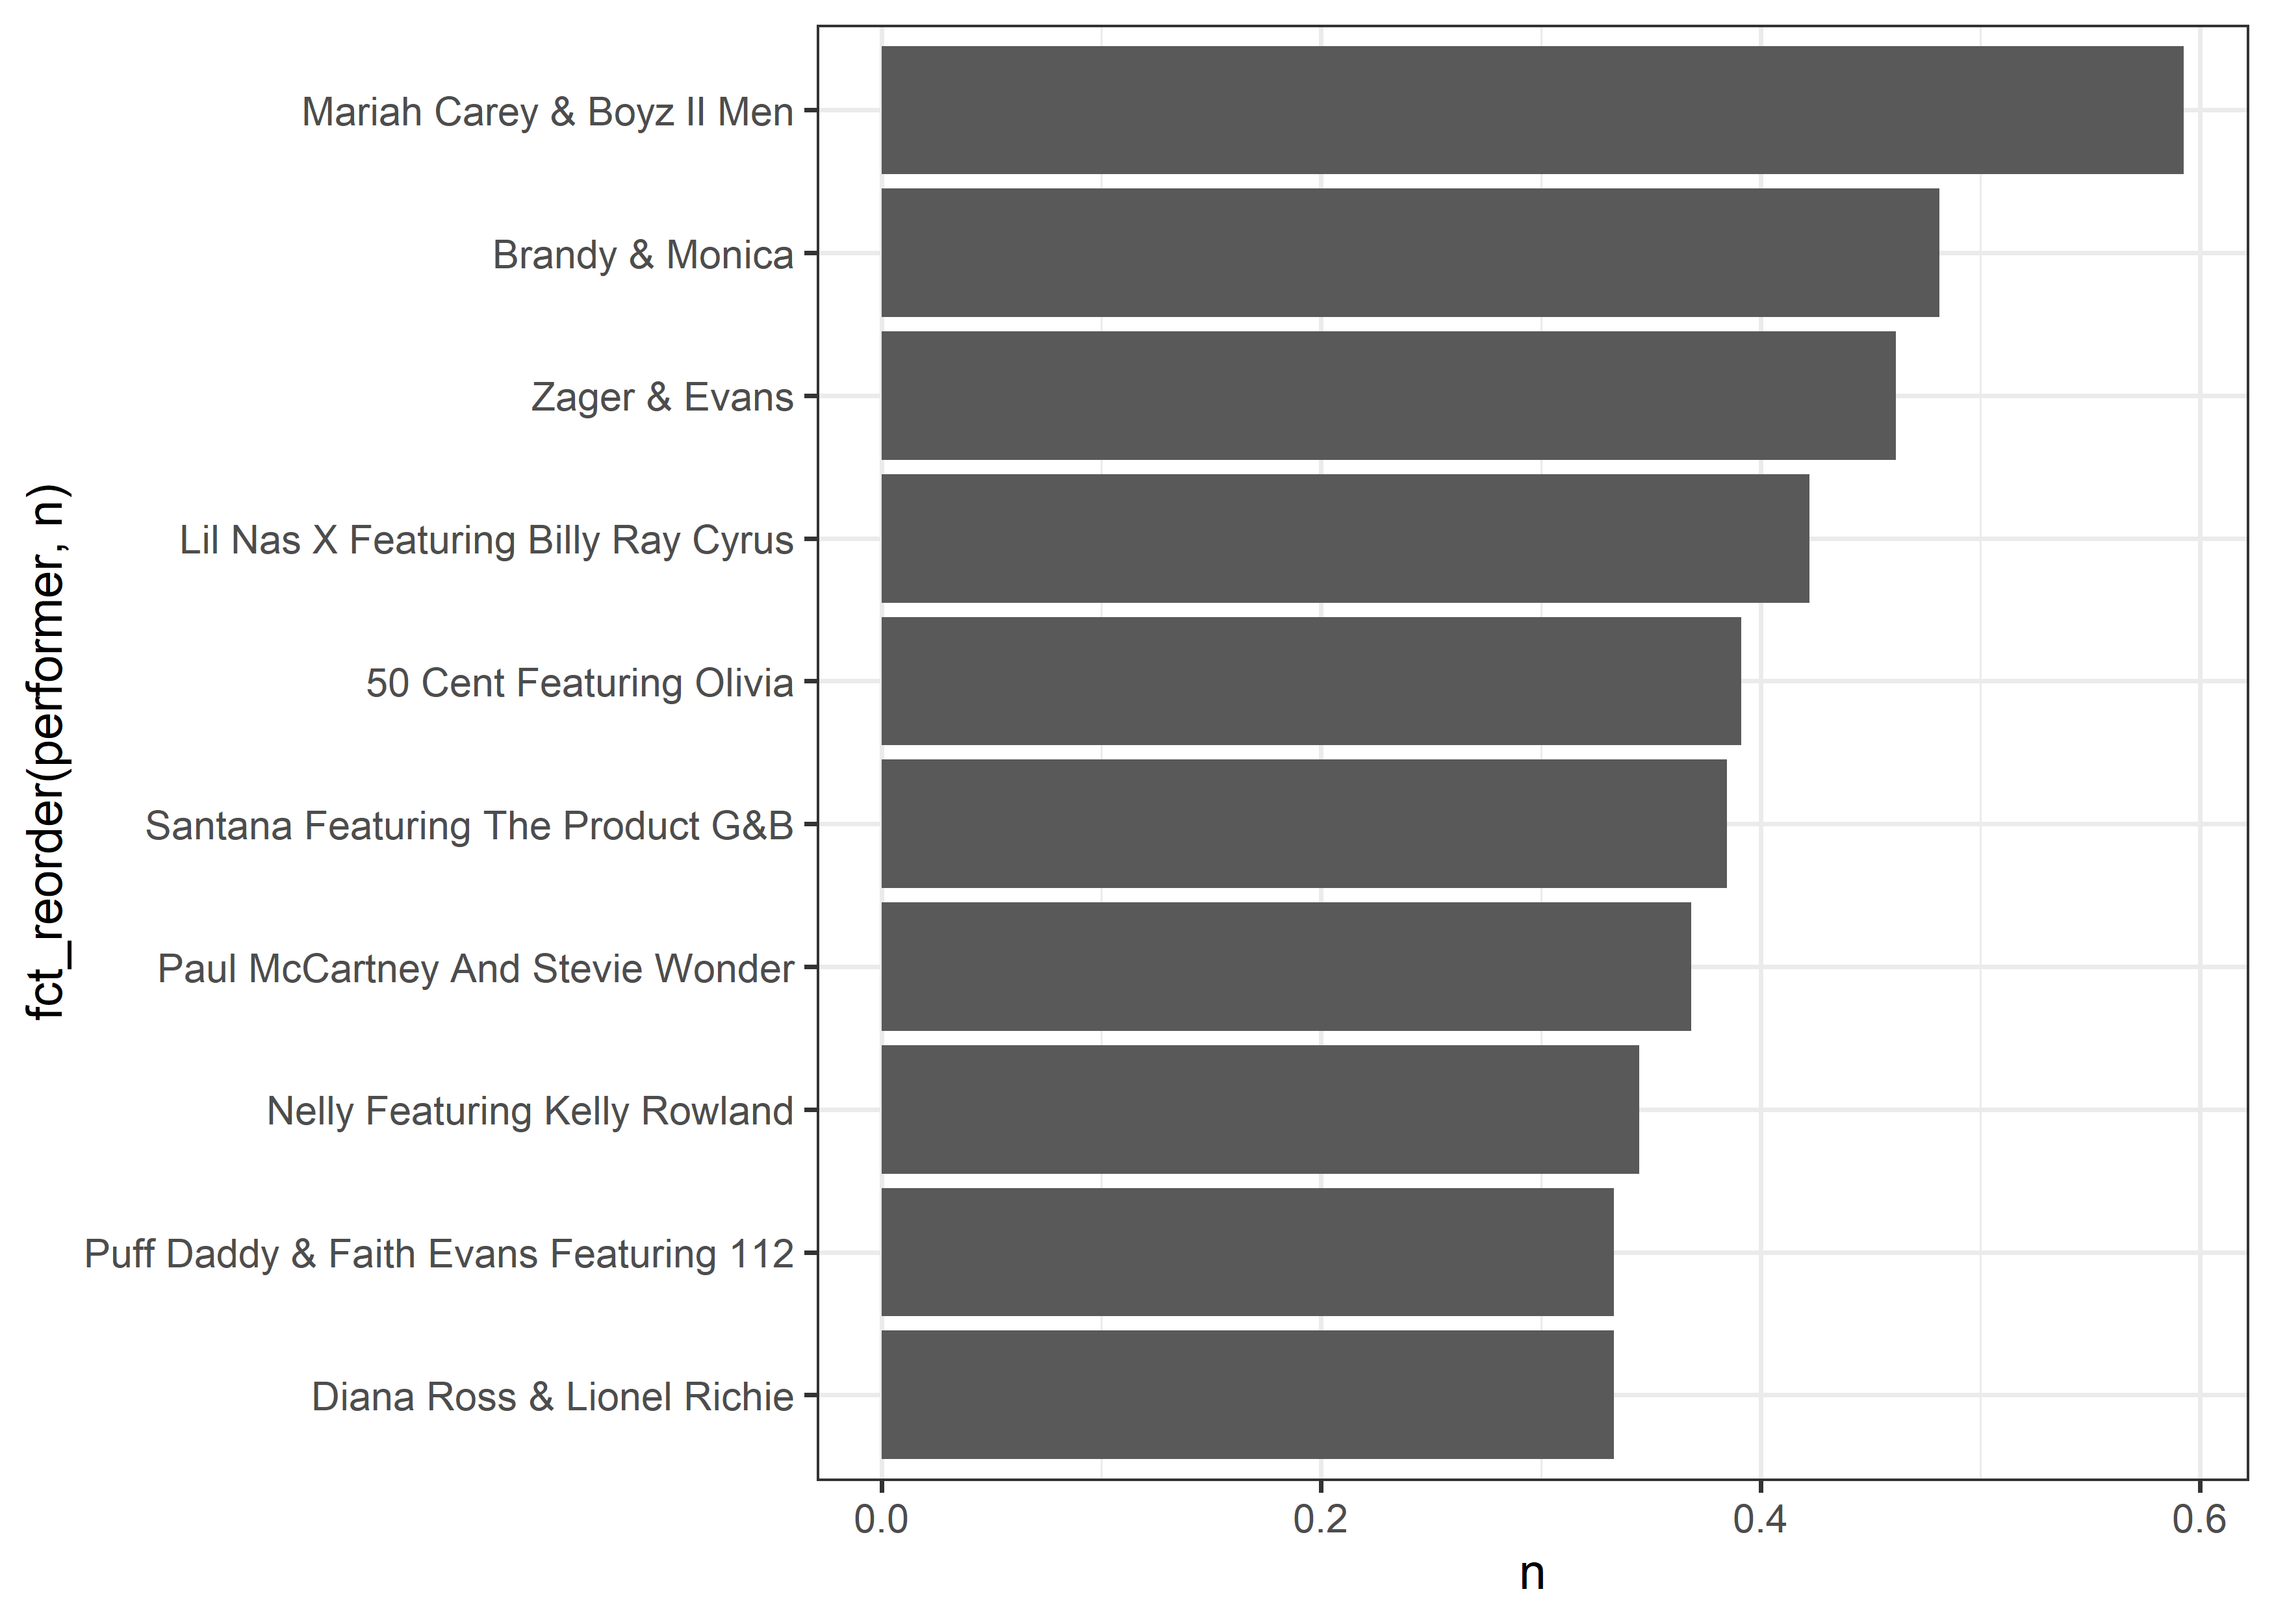 Mariah Carey & Boyz II Men
Brandy & Monica
Zager & Evans
Lil Nas X Featuring Billy Ray Cyrus
50 Cent Featuring Olivia
Santana Featuring The Product G&B
Paul McCartney And Stevie Wonder
Nelly Featuring Kelly Rowland
Puff Daddy & Faith Evans Featuring 112
Diana Ross & Lionel Richie
fct_reorder(performer, n)
0.0 0.2 0.4 0.6
n